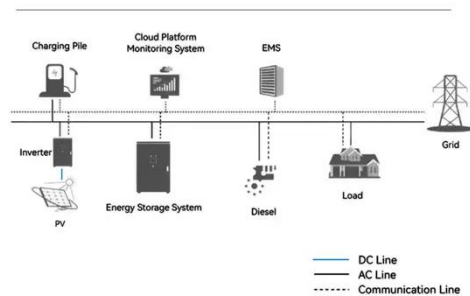 Charging Pile
Cloud Platform
Monitoring System
EMS
Inverter
Grid
PV
Energy Storage System
Diesel
Load
DC Line
AC Line
Communication Line